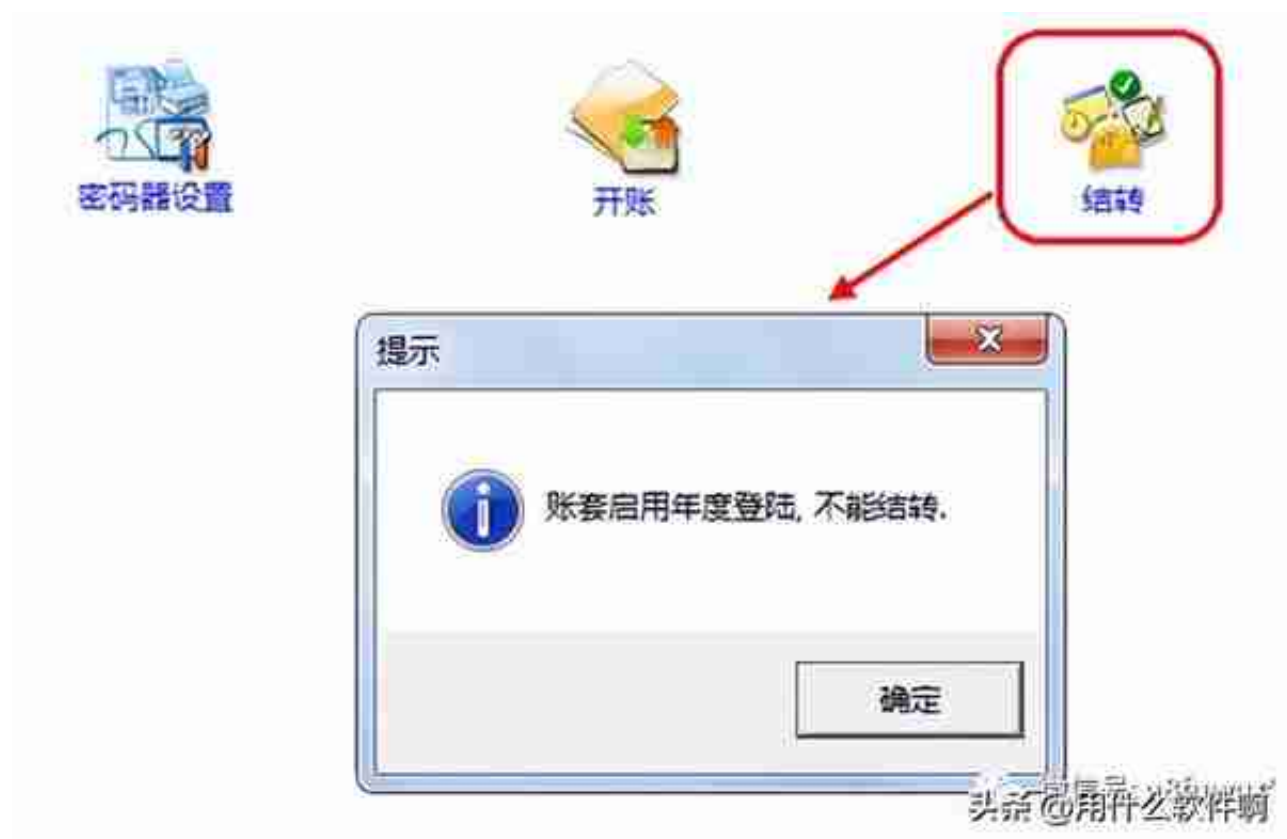 密码器设置
开账
结转
提示
账套启用年度登陆, 不能结转.
确定
头条 @用什么软件啊